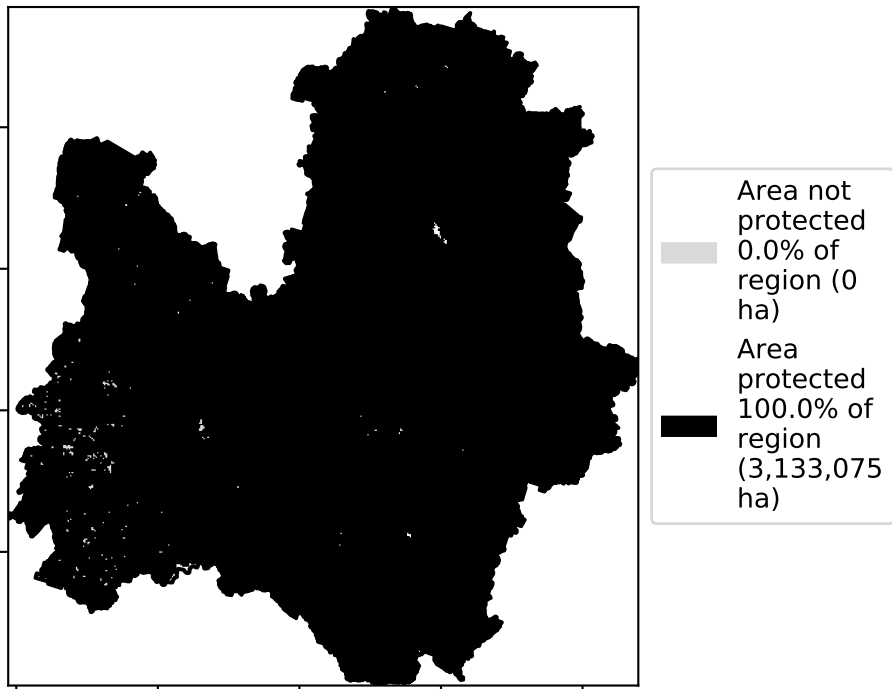 Area not
protected
0.0% of
region (0
ha)
Area
protected
100.0% of
region
(3,133,075
ha)